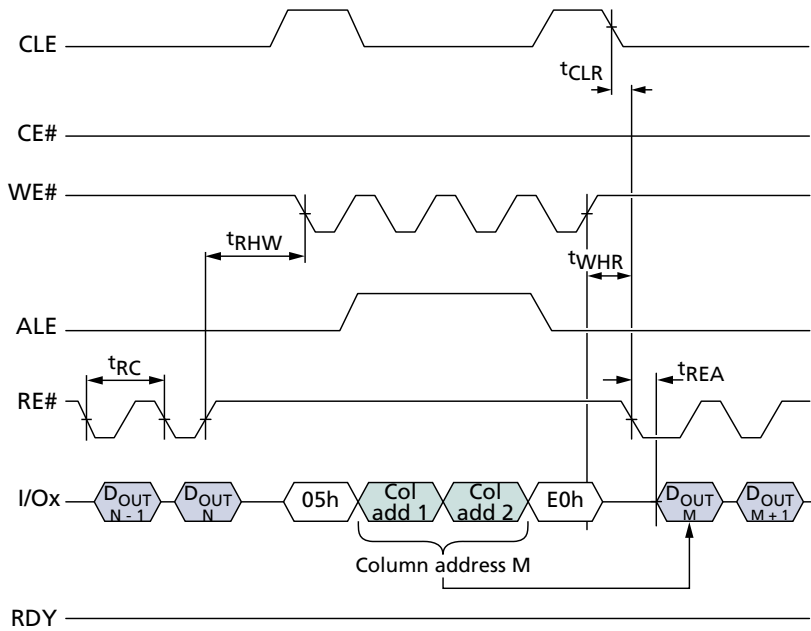 CLE
tCLR
CE#
WE#
tRHW
tWHR
ALE
tRC
tREA
RE#
I/Ox
DOUT
N - 1
DOUT
N
05h
Col
add 1
Col
add 2
E0h
DOUT
M
DOUT
M + 1
Column address M
RDY